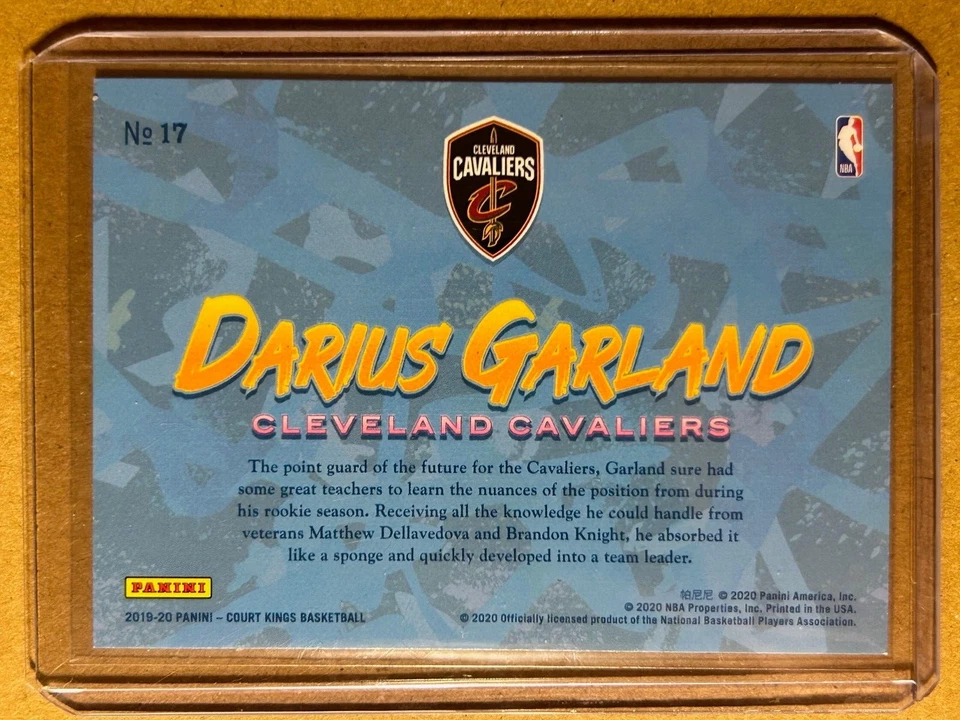 No 17
CLEVELAND
CAVALIERS
C
NBA
DARIUS GARLAND
CLEVELAND CAVALIERS
The point guard of the future for the Cavaliers, Garland sure had
some great teachers to learn the nuances of the position from during
his rookie season. Receiving all the knowledge he could handle from
veterans Matthew Dellavedova and Brandon Knight, he absorbed it
like a sponge and quickly developed into a team leader.
PANINI
2019-20 PANINI – COURT KINGS BASKETBALL
帕尼尼 © 2020 Panini America, Inc.
© 2020 NBA Properties, Inc. Printed in the USA.
© 2020 Officially licensed product of the National Basketball Players Association.